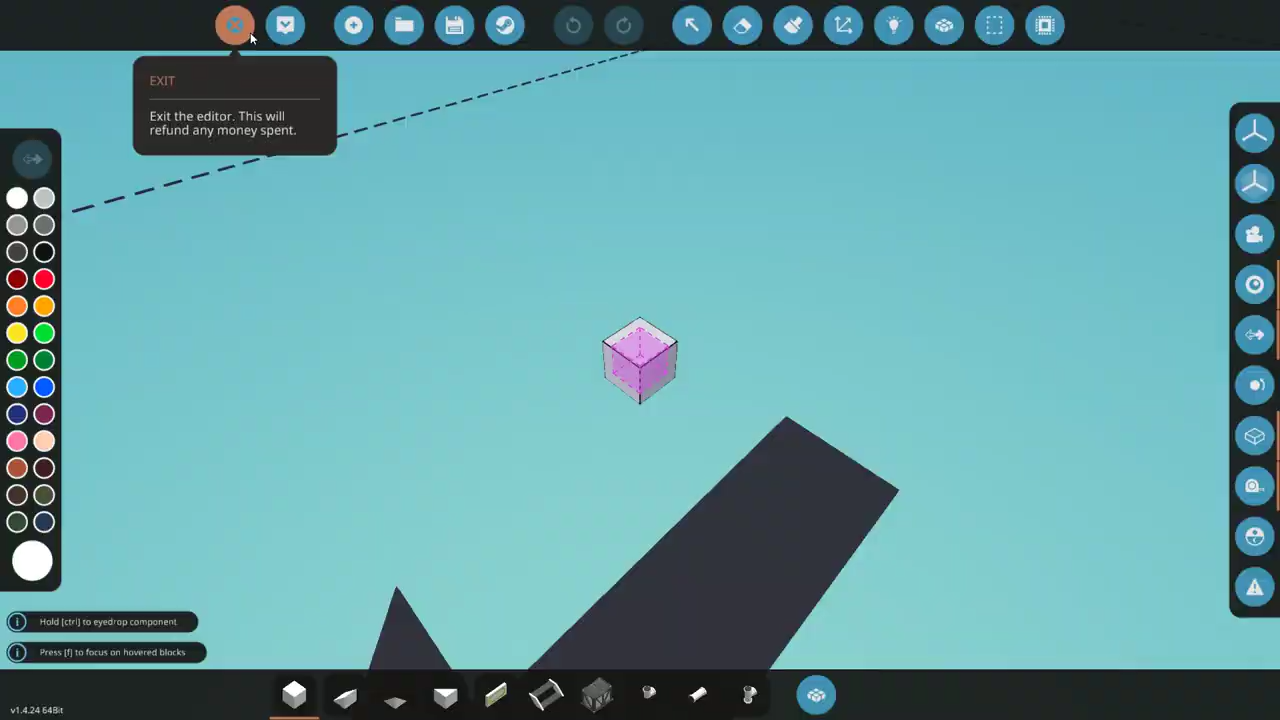 EXIT
Exit the editor. This will
refund any money spent.
Hold [ctrl] to eyedrop component
Press [f] to focus on hovered blocks
v1.4.24 64Bit